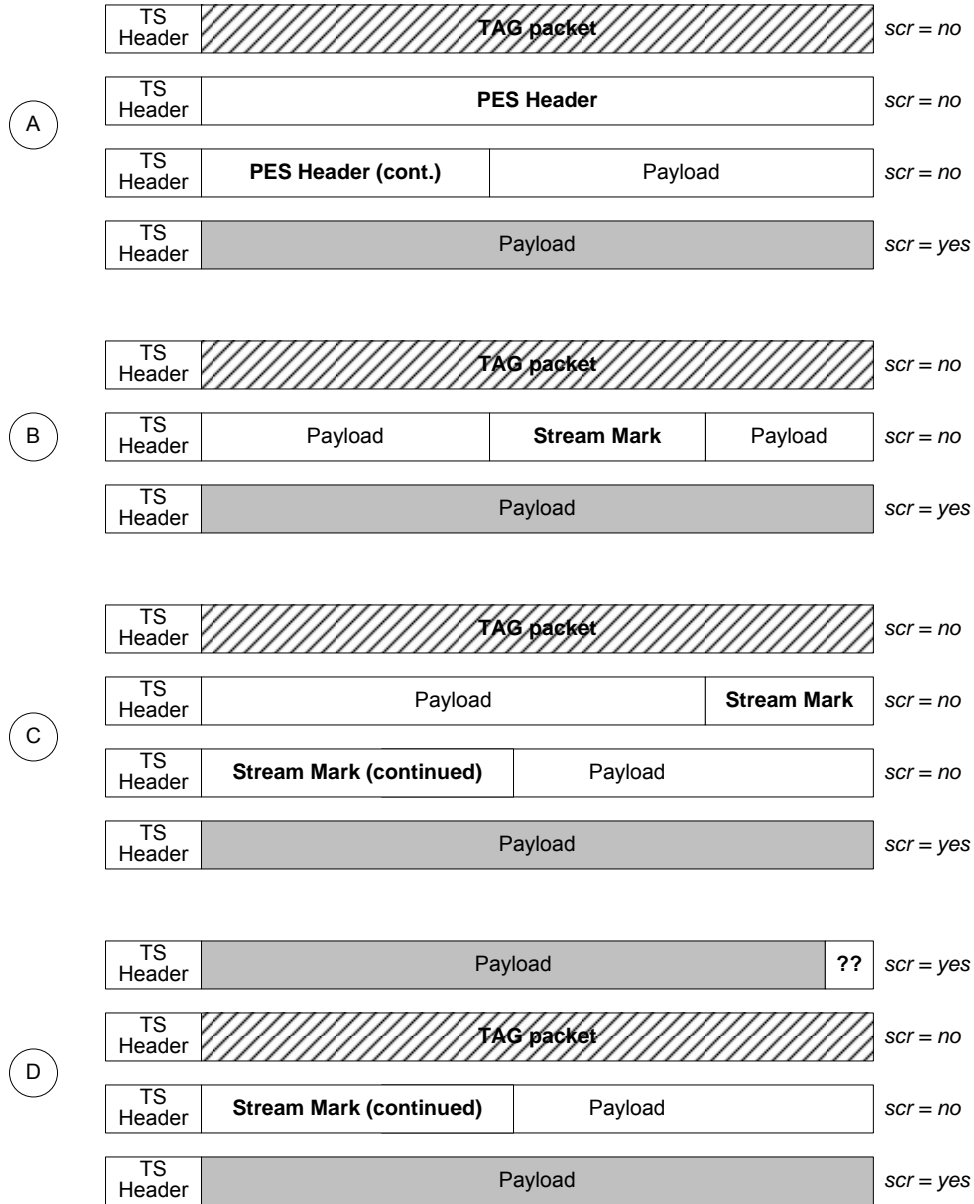 TS Header TAG packet scr = no
A
TS Header PES Header scr = no
TS Header PES Header (cont.) Payload scr = no
TS Header Payload scr = yes
TS Header TAG packet scr = no
B
TS Header Payload Stream Mark Payload scr = no
TS Header Payload scr = yes
TS Header TAG packet scr = no
TS Header Payload Stream Mark scr = no
C
TS Header Stream Mark (continued) Payload scr = no
TS Header Payload scr = yes
TS Header Payload ?? scr = yes
TS Header TAG packet scr = no
D
TS Header Stream Mark (continued) Payload scr = no
TS Header Payload scr = yes